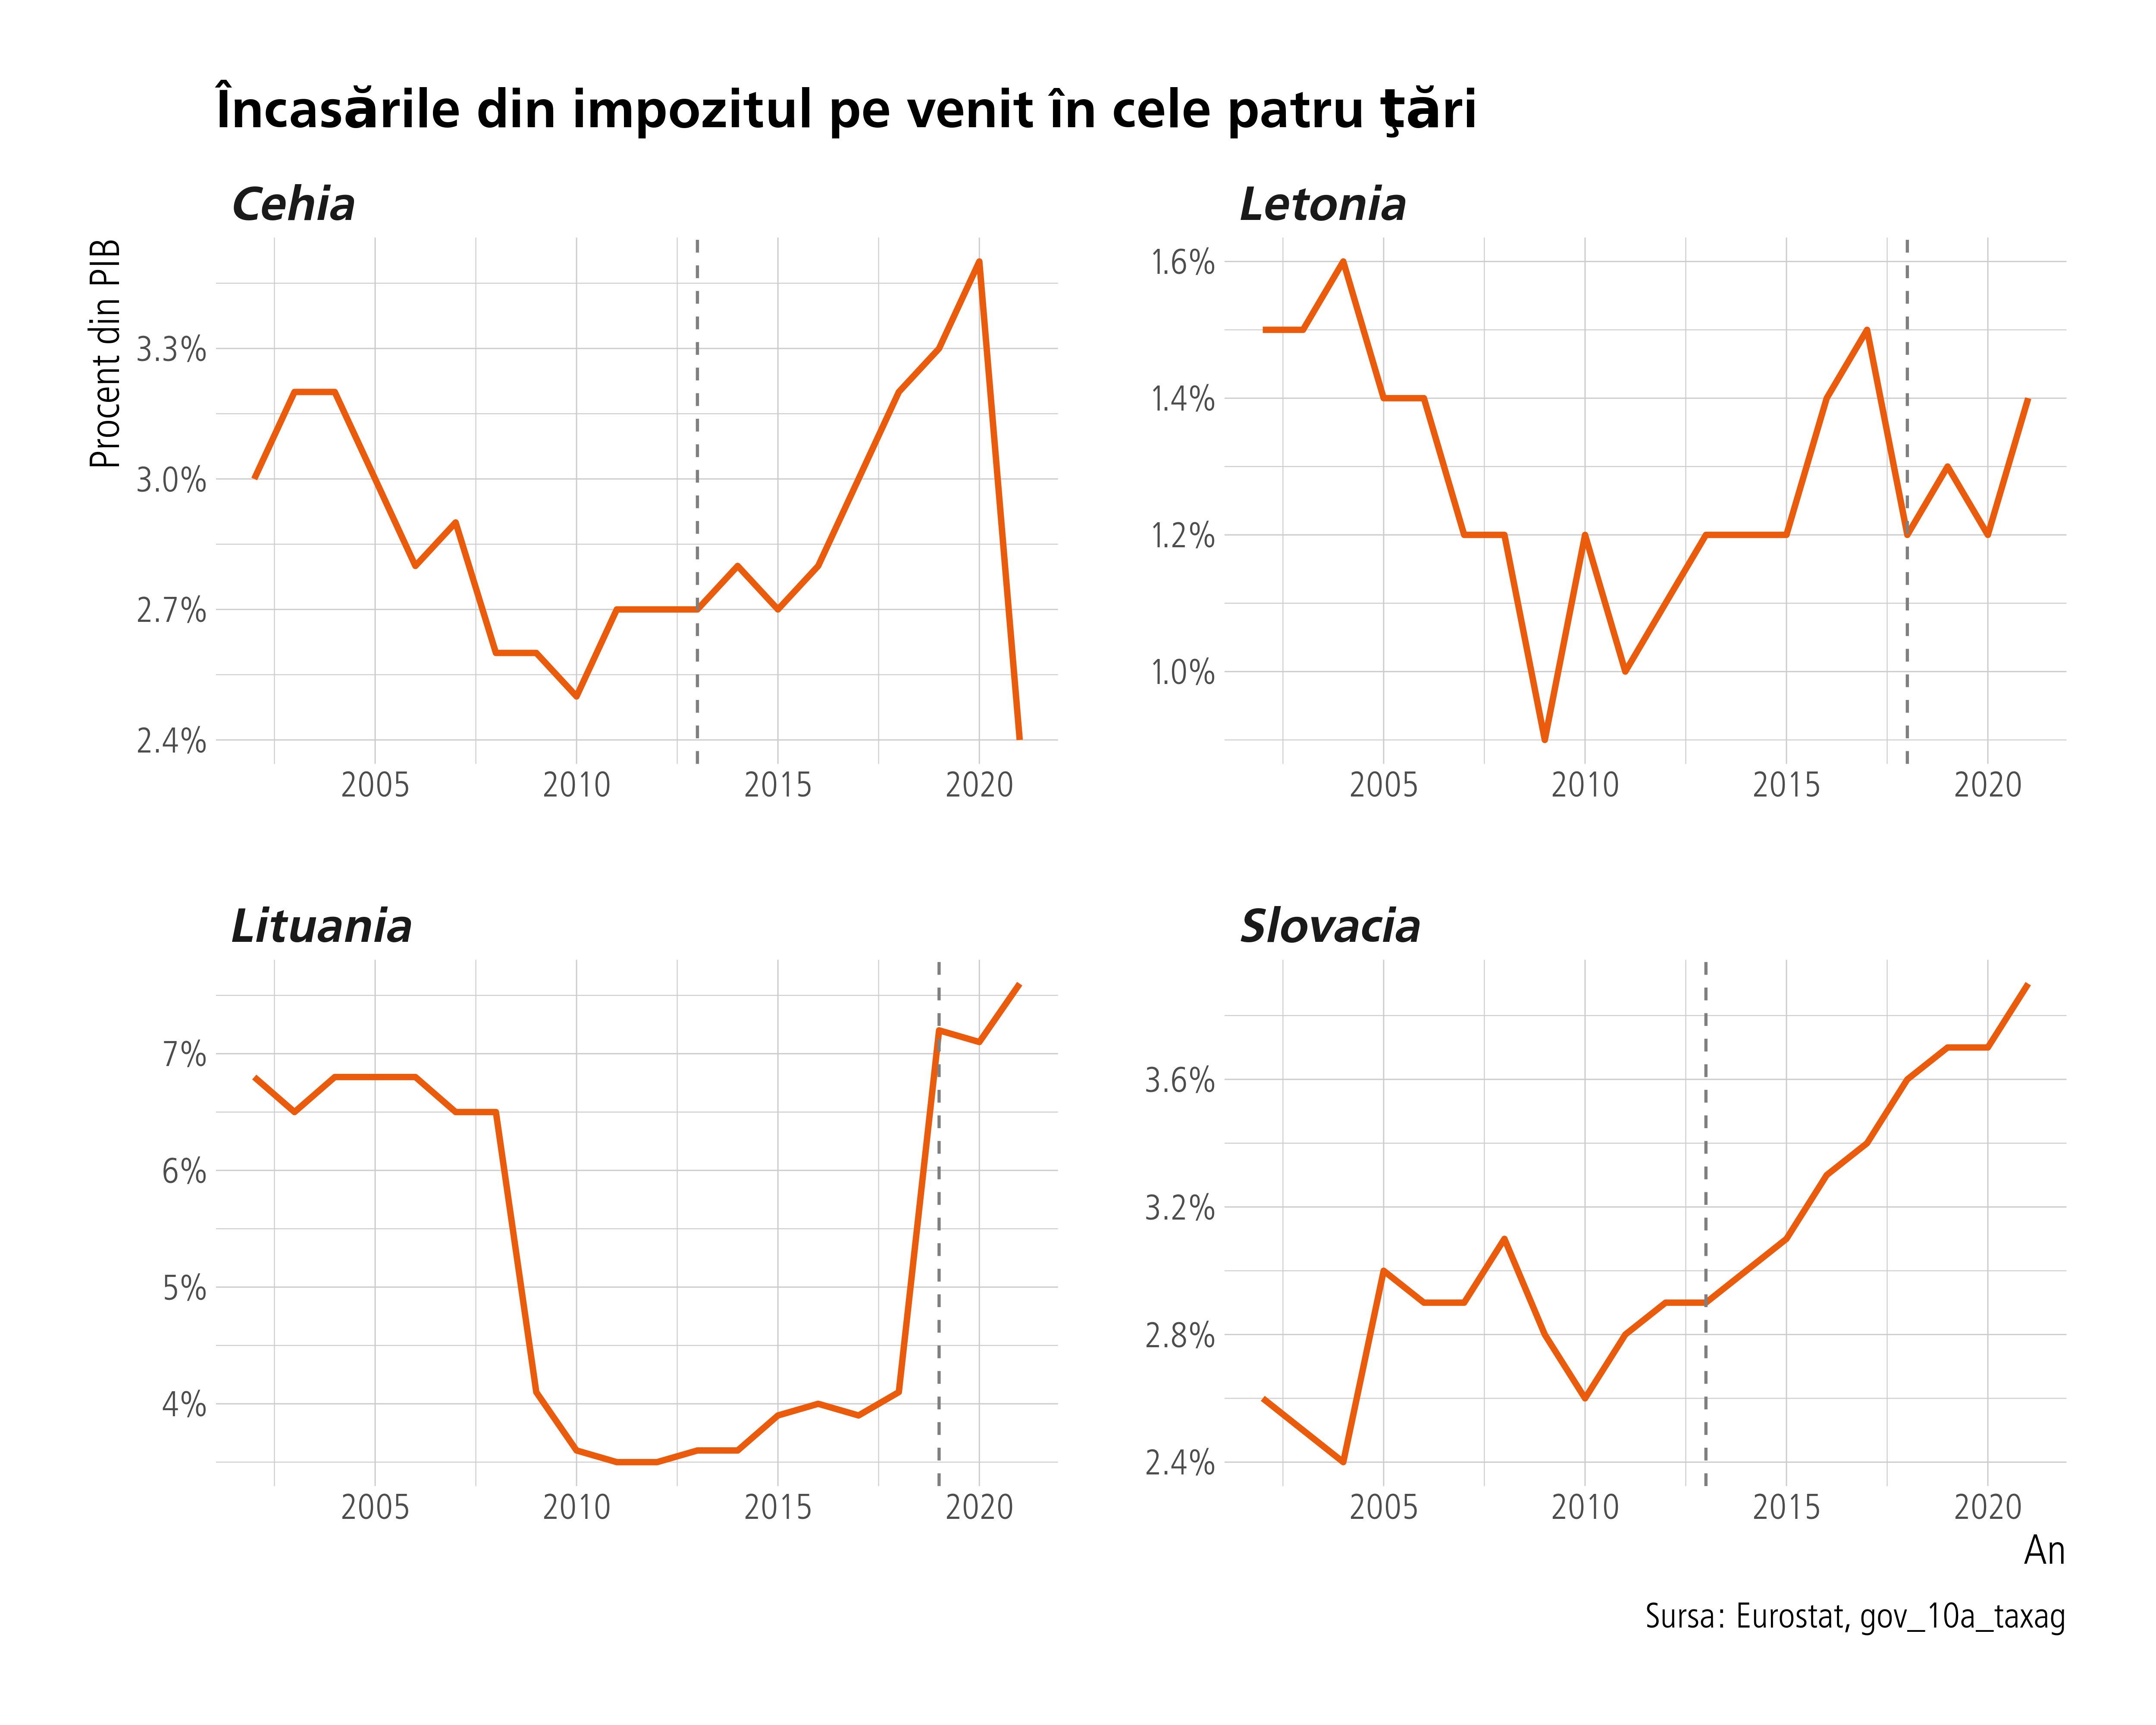 Încasările din impozitul pe venit în cele patru ţări
Cehia
Procent din PIB
3.3%
3.0%
2.7%
2.4%
2005 2010 2015 2020
Letonia
1.6%
1.4%
1.2%
1.0%
2005 2010 2015 2020
Lituania
7%
6%
5%
4%
2005 2010 2015 2020
Slovacia
3.6%
3.2%
2.8%
2.4%
2005 2010 2015 2020
An
Sursa: Eurostat, gov_10a_taxag